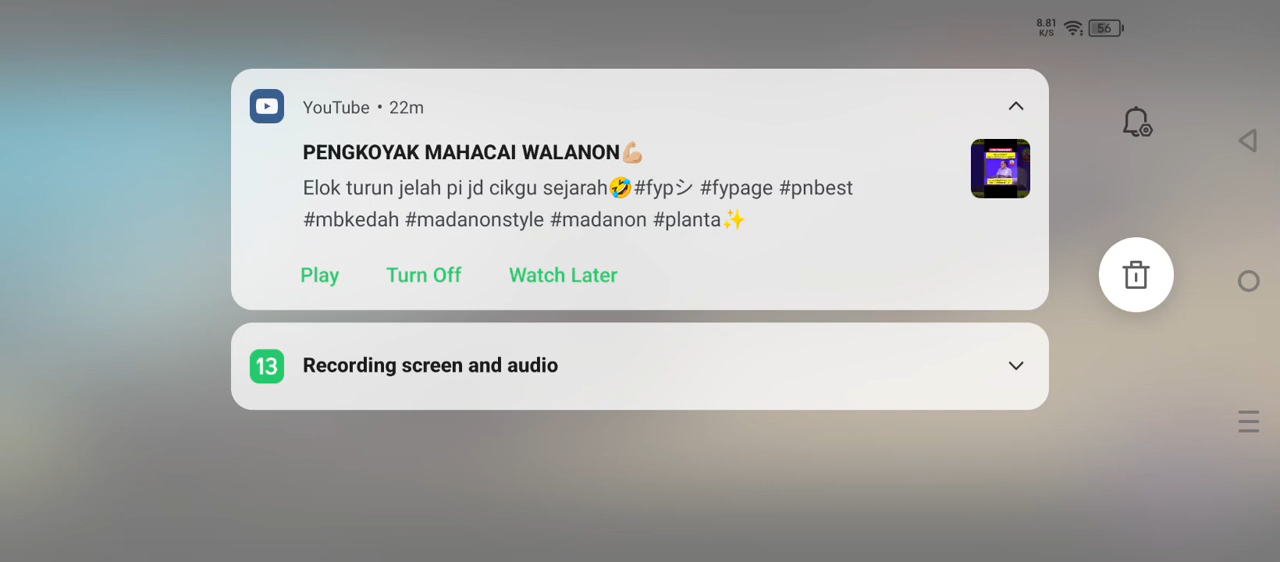 8.81
K/S
56
YouTube • 22m
PENGKOYAK MAHACAI WALANON💪🏼
Elok turun jelah pi jd cikgu sejarah🤣#fypシ #fypage #pnbest
#mbkedah #madanonstyle #madanon #planta✨
Play Turn Off Watch Later
13 Recording screen and audio